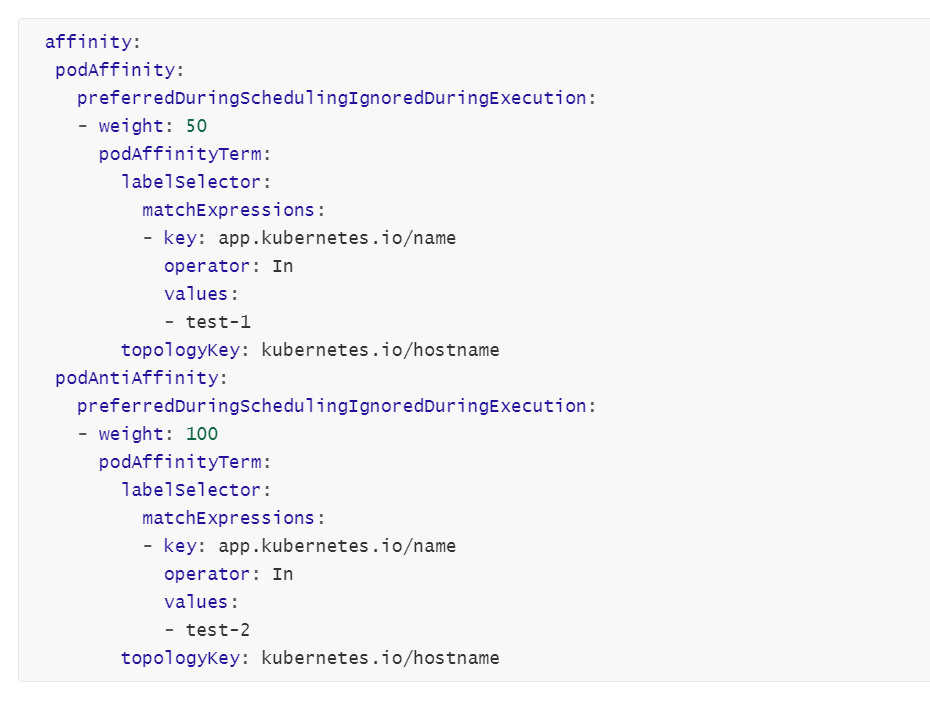 affinity:
podAffinity:
preferredDuringSchedulingIgnoredDuringExecution:
- weight: 50
podAffinityTerm:
labelSelector:
matchExpressions:
- key: app.kubernetes.io/name
operator: In
values:
- test-1
topologyKey: kubernetes.io/hostname
podAntiAffinity:
preferredDuringSchedulingIgnoredDuringExecution:
- weight: 100
podAffinityTerm:
labelSelector:
matchExpressions:
- key: app.kubernetes.io/name
operator: In
values:
- test-2
topologyKey: kubernetes.io/hostname